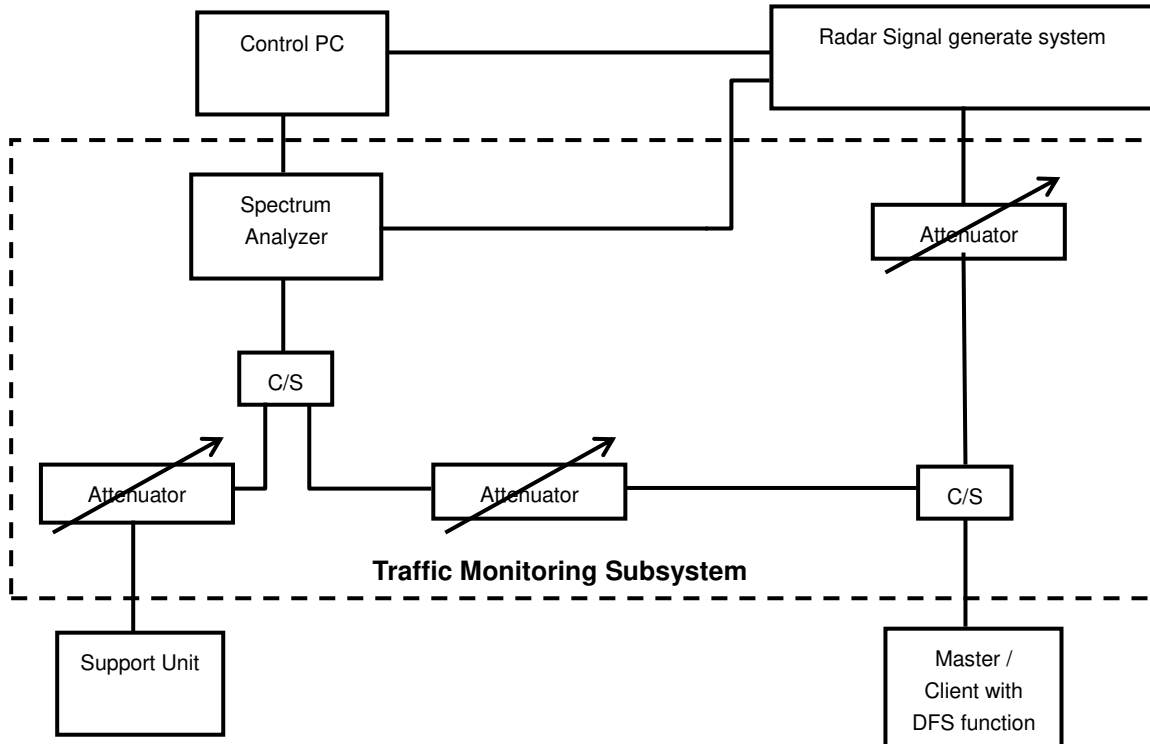 Control PC
Radar Signal generate system
Spectrum
Analyzer
Attenuator
C/S
Attenuator
Attenuator
C/S
Traffic Monitoring Subsystem
Support Unit
Master /
Client with
DFS function